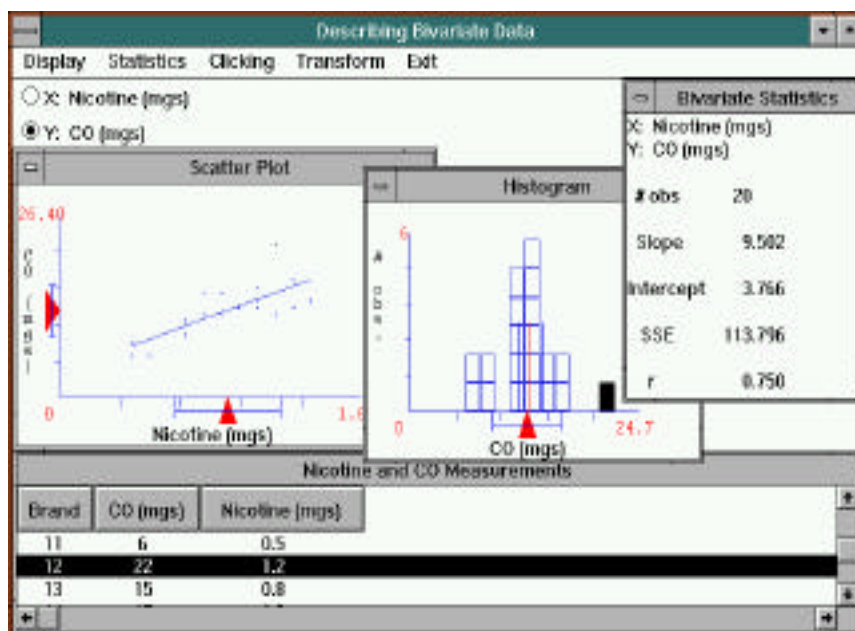 Describing Bivariate Data
Display Statistics Clicking Transform Exit
X: Nicotine (mgs)
Y: CO (mgs)
Bivariate Statistics
X: Nicotine (mgs)
Y: CO (mgs)
# obs 20
Slope 9.502
Intercept 3.766
SSE 113.796
r 0.750
Scatter Plot
26.40
CO (mgs)
0
Nicotine (mgs)
Histogram
6
# obs.
0
CO (mgs)
24.7
Nicotine and CO Measurements
Brand CO (mgs) Nicotine (mgs)
11 6 0.5
12 22 1.2
13 15 0.8